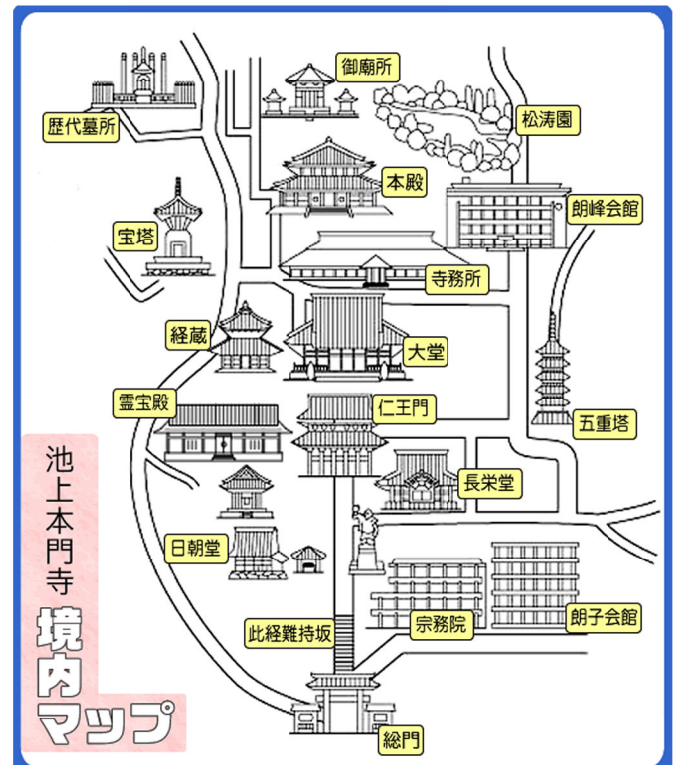 御廟所
歴代墓所
松涛園
本殿
朗峰会館
宝塔
寺務所
経蔵
大堂
霊宝殿
仁王門
五重塔
長栄堂
日朝堂
此経難持坂
宗務院
朗子会館
総門
池上本門寺
境内
マップ